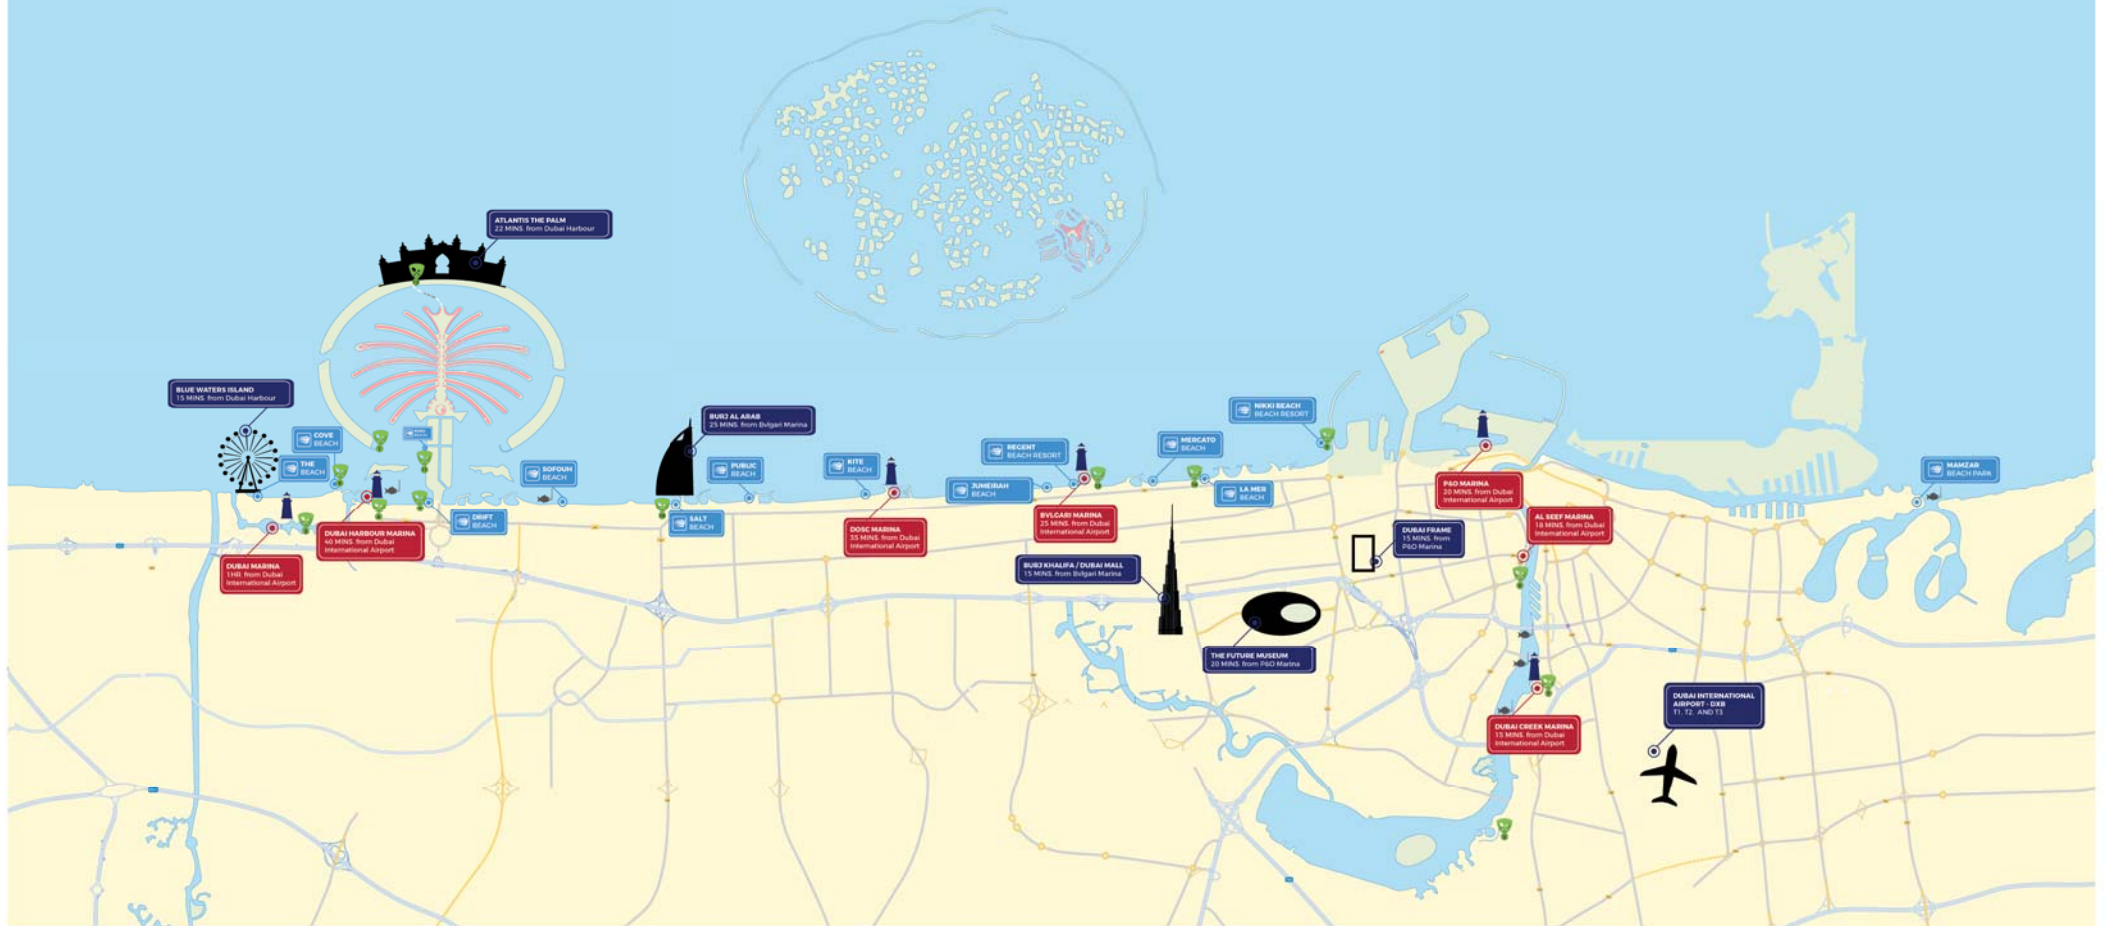 ATLANTIS THE PALM
22 MINS. from Dubai Harbour
BLUE WATERS ISLAND
15 MINS. from Dubai Harbour
COVE
BEACH
THE
BEACH
SOFOUH
BEACH
DRIFT
BEACH
DUBAI HARBOUR MARINA
40 MINS. from Dubai
International Airport
DUBAI MARINA
1HR. from Dubai
International Airport
BURJ AL ARAB
25 MINS. from Bvlgari Marina
PUBLIC
BEACH
SALT
BEACH
KITE
BEACH
DOSC MARINA
35 MINS. from Dubai
International Airport
REGENT
BEACH RESORT
JUMEIRAH
BEACH
MERCATO
BEACH
LA MER
BEACH
BVLGARI MARINA
25 MINS. from Dubai
International Airport
BURJ KHALIFA / DUBAI MALL
15 MINS. from Bvlgari Marina
NIKKI BEACH
BEACH RESORT
DUBAI FRAME
15 MINS. from
P&O Marina
THE FUTURE MUSEUM
20 MINS. from P&O Marina
P&O MARINA
20 MINS. from Dubai
International Airport
AL SEEF MARINA
18 MINS. from Dubai
International Airport
DUBAI CREEK MARINA
15 MINS. from Dubai
International Airport
DUBAI INTERNATIONAL
AIRPORT - DXB
T1. T2. AND T3
MAMZAR
BEACH PARK